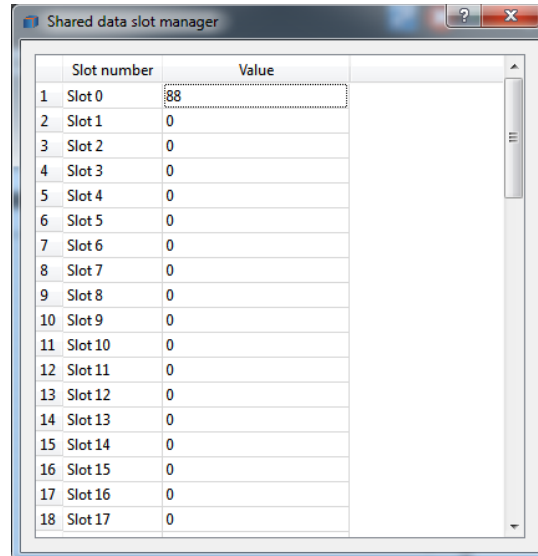 Shared data slot manager
Slot number Value
1 Slot 0 88
2 Slot 1 0
3 Slot 2 0
4 Slot 3 0
5 Slot 4 0
6 Slot 5 0
7 Slot 6 0
8 Slot 7 0
9 Slot 8 0
10 Slot 9 0
11 Slot 10 0
12 Slot 11 0
13 Slot 12 0
14 Slot 13 0
15 Slot 14 0
16 Slot 15 0
17 Slot 16 0
18 Slot 17 0